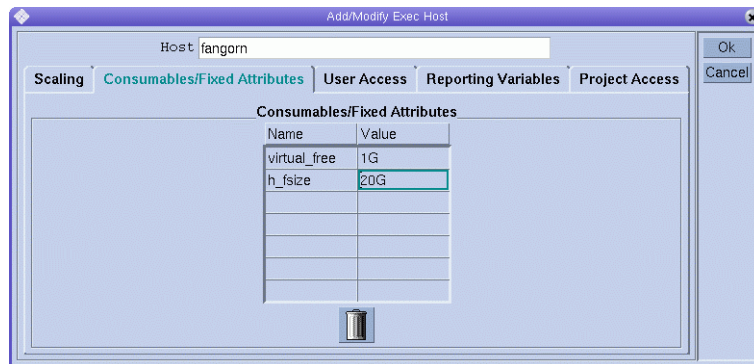 Add/Modify Exec Host
Host fangorn
Ok
Cancel
Scaling Consumables/Fixed Attributes User Access Reporting Variables Project Access
Consumables/Fixed Attributes
Name Value
virtual_free 1G
h_fsize 20G